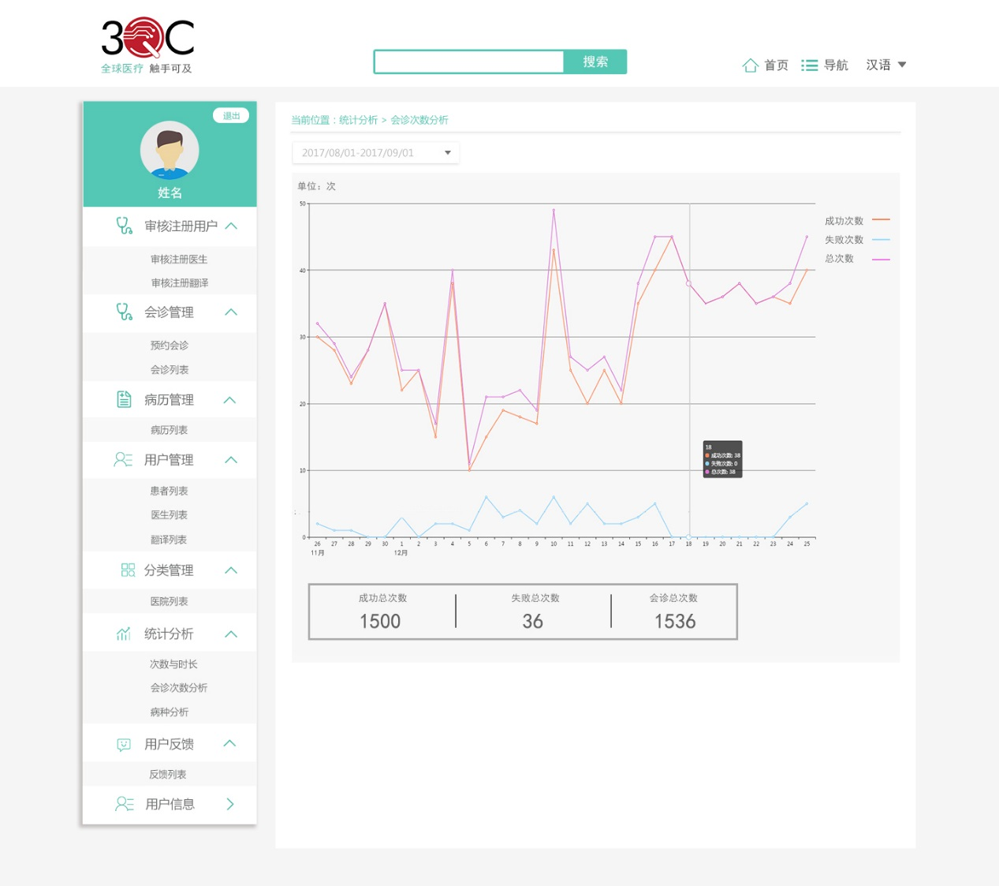 3QC
全球医疗 触手可及
搜索
首页 导航 汉语
退出
姓名
审核注册用户
审核注册医生
审核注册翻译
会诊管理
预约会诊
会诊列表
病历管理
病历列表
用户管理
患者列表
医生列表
翻译列表
分类管理
医院列表
统计分析
次数与时长
会诊次数分析
病种分析
用户反馈
反馈列表
用户信息
当前位置：统计分析 > 会诊次数分析
2017/08/01-2017/09/01
单位：次
成功次数
失败次数
总次数
50
40
30
20
10
0
18
成功次数: 38
失败次数: 0
总次数: 38
26 27 28 29 30 1 2 3 4 5 6 7 8 9 10 11 12 13 14 15 16 17 18 19 20 21 22 23 24 25
11月 12月
成功总次数 失败总次数 会诊总次数
1500 36 1536